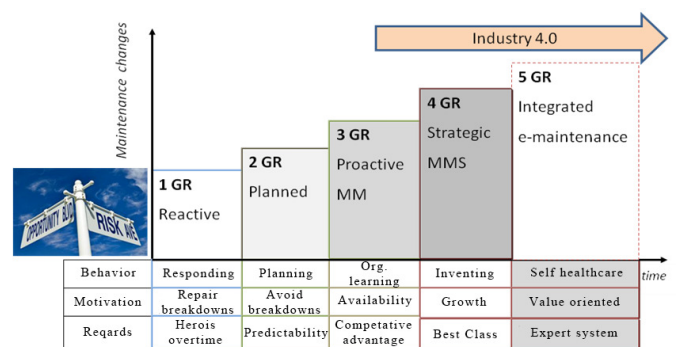 Industry 4.0
Maintenance changes
5 GR
Integrated
e-maintenance
4 GR
Strategic
MMS
3 GR
Proactive
MM
2 GR
Planned
1 GR
Reactive
OPPORTUNITY BLVD
RISK AVE
time
Behavior Responding Planning Org. learning Inventing Self healthcare
Motivation Repair breakdowns Avoid breakdowns Availability Growth Value oriented
Reqards Herois overtime Predictability Competative advantage Best Class Expert system